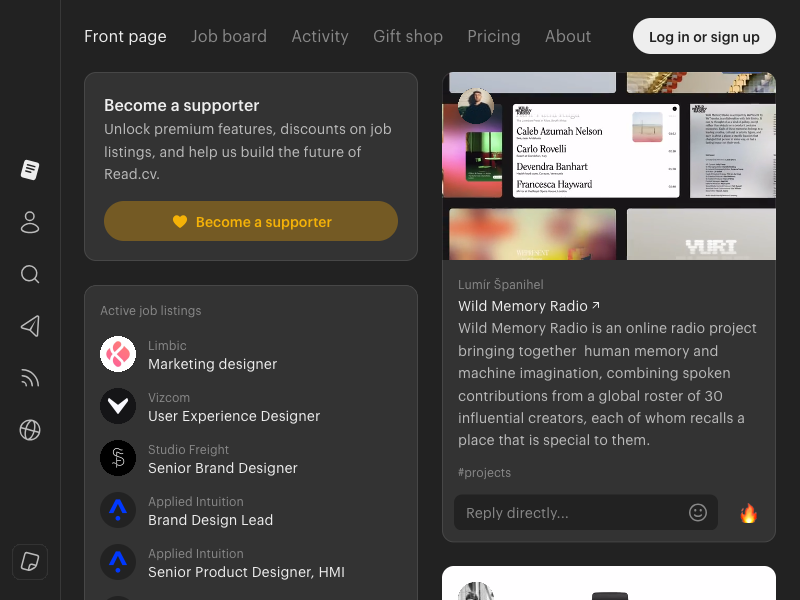 Front page
Job board
Activity
Gift shop
Pricing
About
Log in or sign up
Become a supporter
Unlock premium features, discounts on job
listings, and help us build the future of
Read.cv.
Become a supporter
Active job listings
Limbic
Marketing designer
Vizcom
User Experience Designer
Studio Freight
Senior Brand Designer
Applied Intuition
Brand Design Lead
Applied Intuition
Senior Product Designer, HMI
Caleb Azumah Nelson
Carlo Rovelli
Devendra Banhart
Francesca Hayward
YURI
Lumír Španihel
Wild Memory Radio
Wild Memory Radio is an online radio project
bringing together human memory and
machine imagination, combining spoken
contributions from a global roster of 30
influential creators, each of whom recalls a
place that is special to them.
#projects
Reply directly...